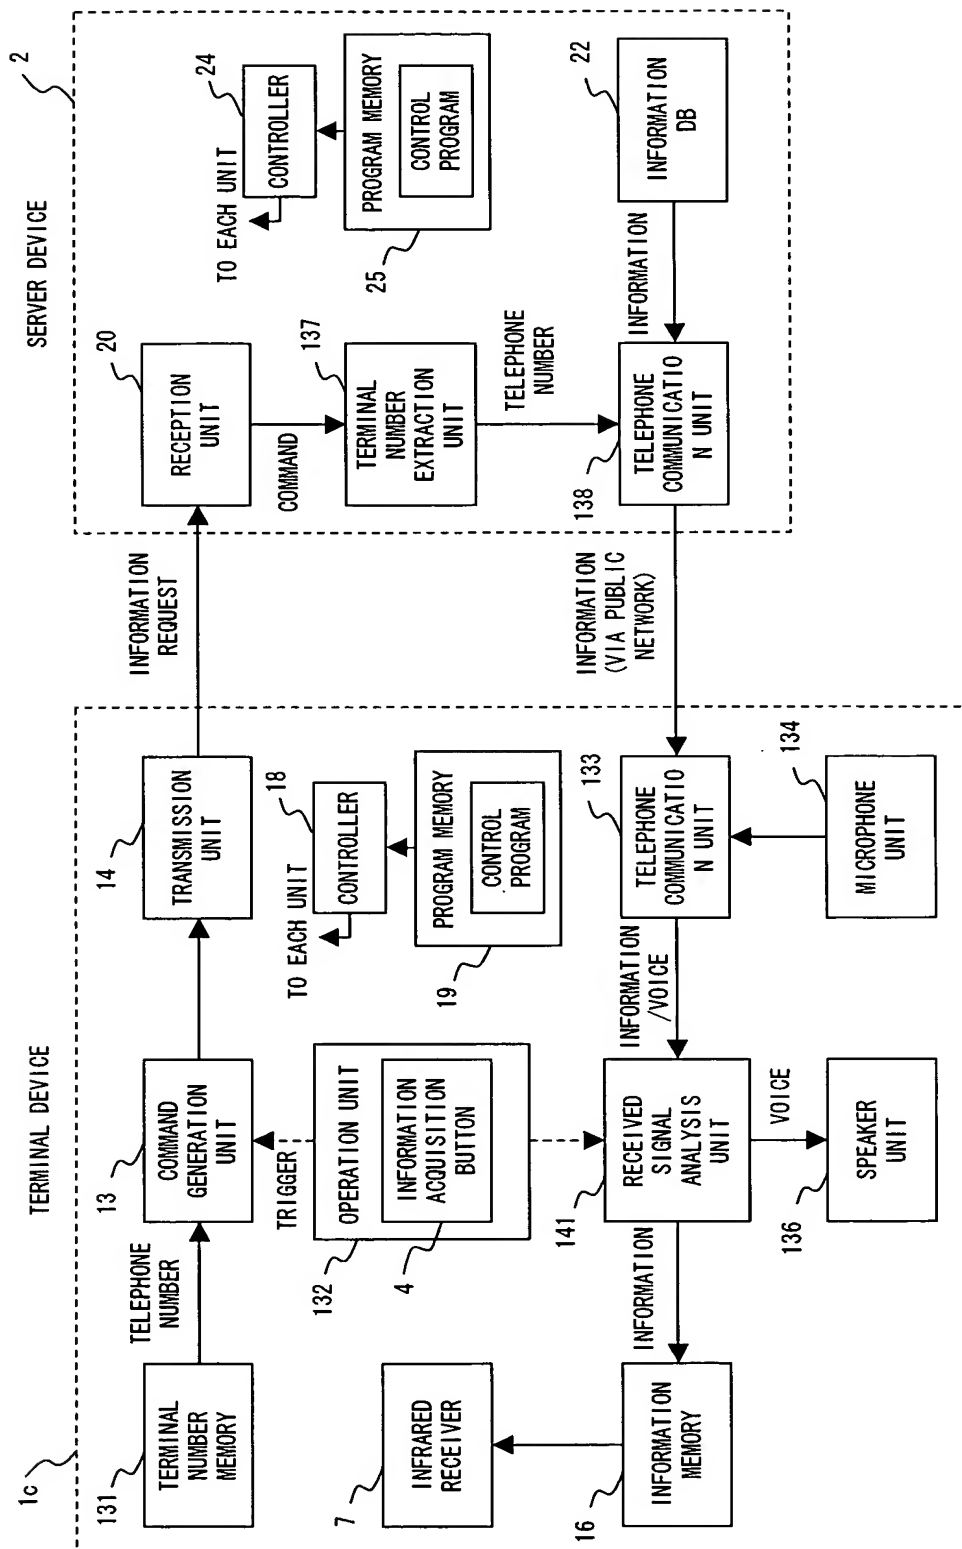 TERMINAL DEVICE
1c
131
TERMINAL
NUMBER
MEMORY
TELEPHONE
NUMBER
13
COMMAND
GENERATION
UNIT
14
TRANSMISSION
UNIT
INFORMATION
REQUEST
TRIGGER
132
OPERATION UNIT
4
INFORMATION
ACQUISITION
BUTTON
TO EACH UNIT
18
CONTROLLER
19
PROGRAM MEMORY
CONTROL
PROGRAM
7
INFRARED
RECEIVER
16
INFORMATION
MEMORY
INFORMATION
141
RECEIVED
SIGNAL
ANALYSIS
UNIT
INFORMATION
/VOICE
133
TELEPHONE
COMMUNICATIO
N UNIT
VOICE
136
SPEAKER
UNIT
134
MICROPHONE
UNIT
INFORMATION
(VIA PUBLIC
NETWORK)
SERVER DEVICE
2
20
RECEPTION
UNIT
COMMAND
137
TERMINAL
NUMBER
EXTRACTION
UNIT
TELEPHONE
NUMBER
138
TELEPHONE
COMMUNICATIO
N UNIT
TO EACH UNIT
24
CONTROLLER
25
PROGRAM MEMORY
CONTROL
PROGRAM
INFORMATION
22
INFORMATION
DB